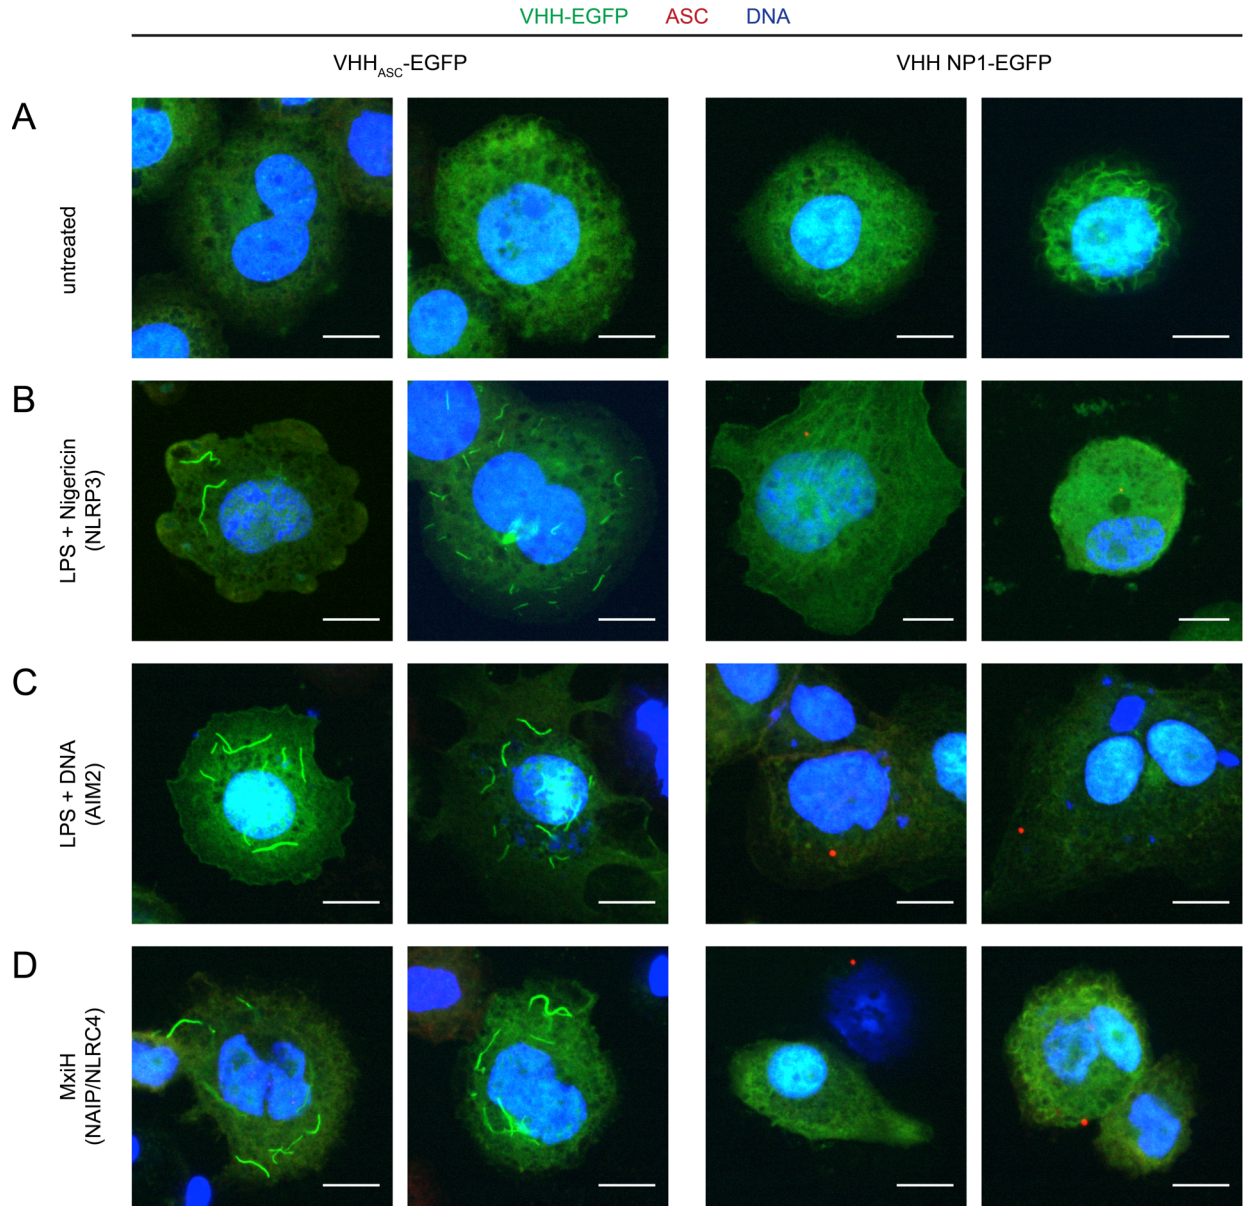 VHH-EGFP ASC DNA
VHHASC-EGFP VHH NP1-EGFP
A
untreated
B
LPS + Nigericin
(NLRP3)
C
LPS + DNA
(AIM2)
D
MxiH
(NAIP/NLRC4)